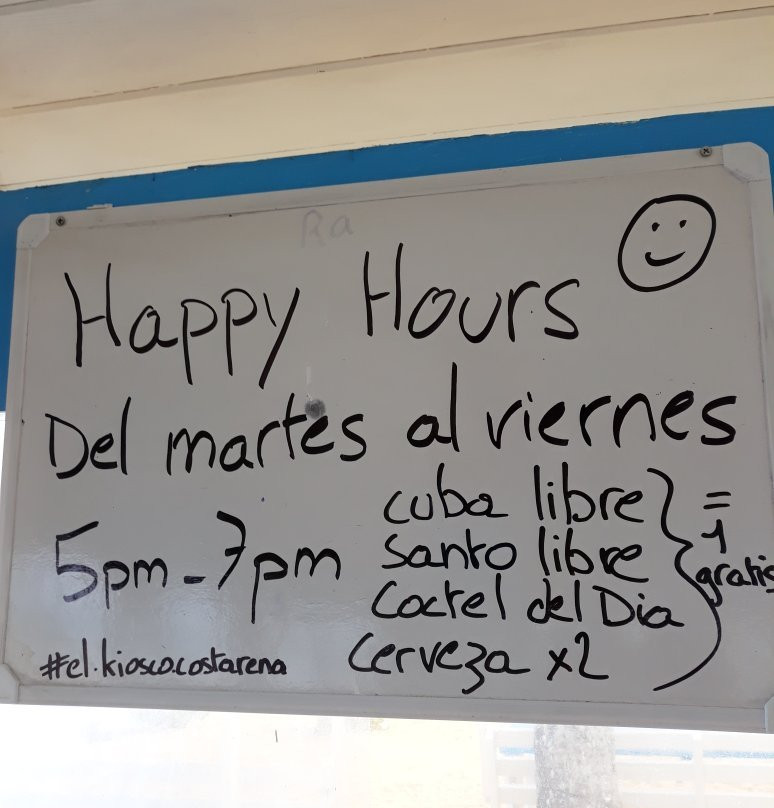 Ra
Happy Hours
Del martes al viernes
5pm - 7pm
cuba libre
santo libre
Coctel del Dia
Cerveza x2
= 1 gratis
#el.kioscocostarena